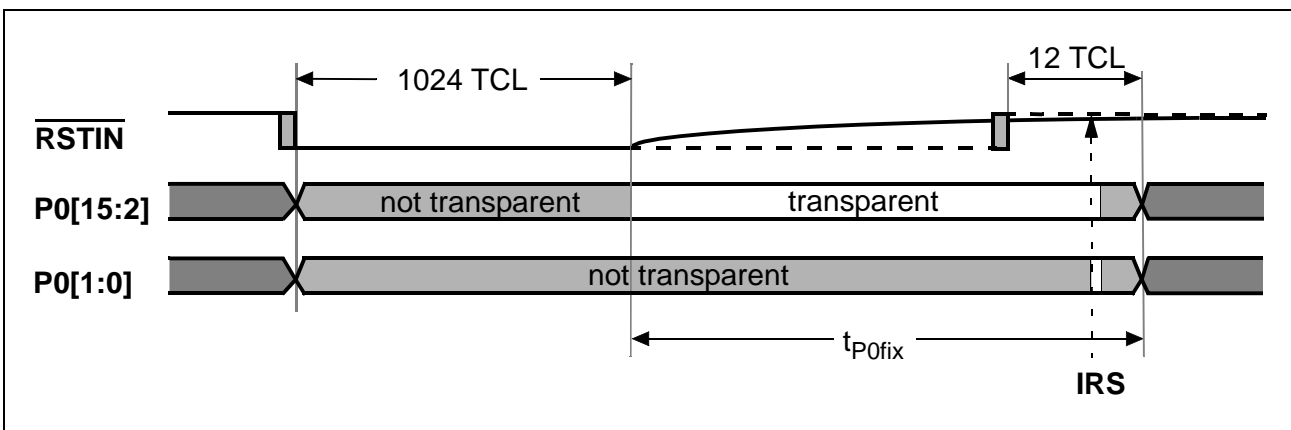 12 TCL
1024 TCL
RSTIN
P0[15:2] not transparent transparent
P0[1:0] not transparent
tP0fix
IRS